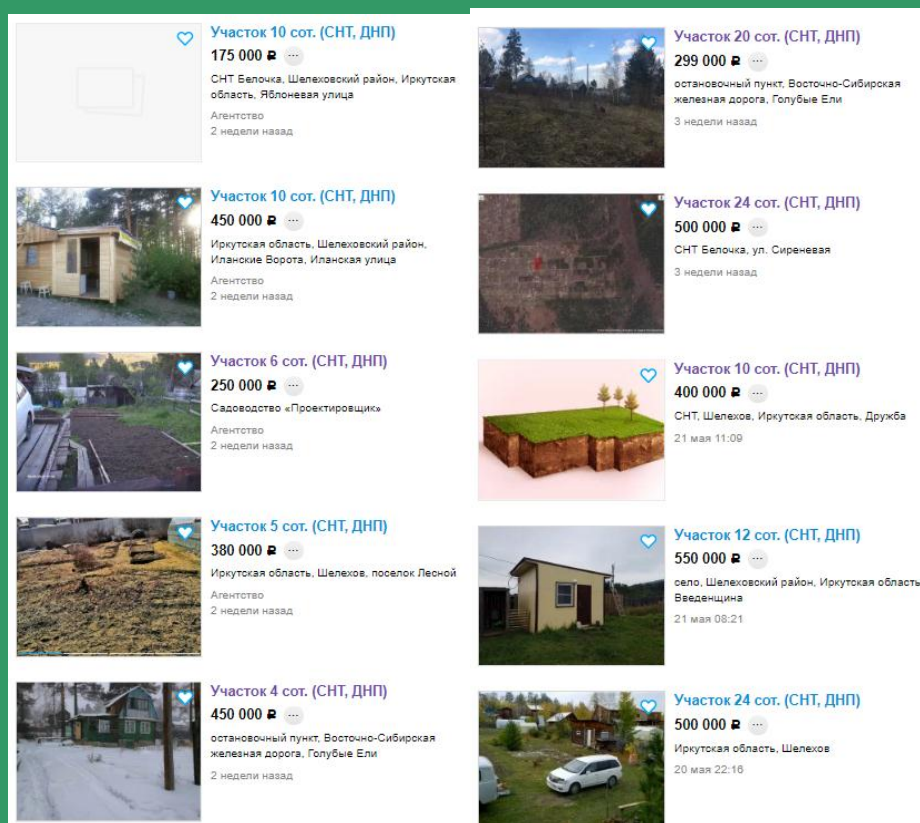 Участок 10 сот. (СНТ, ДНП)
175 000 ₽ ...
СНТ Белочка, Шелеховский район, Иркутская
область, Яблоневая улица
Агентство
2 недели назад
Участок 10 сот. (СНТ, ДНП)
450 000 ₽ ...
Иркутская область, Шелеховский район,
Иланские Ворота, Иланская улица
Агентство
2 недели назад
Участок 6 сот. (СНТ, ДНП)
250 000 ₽ ...
Садоводство «Проектировщик»
Агентство
2 недели назад
Участок 5 сот. (СНТ, ДНП)
380 000 ₽ ...
Иркутская область, Шелехов, поселок Лесной
Агентство
2 недели назад
Участок 4 сот. (СНТ, ДНП)
450 000 ₽ ...
остановочный пункт, Восточно-Сибирская
железная дорога, Голубые Ели
2 недели назад
Участок 20 сот. (СНТ, ДНП)
299 000 ₽ ...
остановочный пункт, Восточно-Сибирская
железная дорога, Голубые Ели
3 недели назад
Участок 24 сот. (СНТ, ДНП)
500 000 ₽ ...
СНТ Белочка, ул. Сиреневая
3 недели назад
Участок 10 сот. (СНТ, ДНП)
400 000 ₽ ...
СНТ, Шелехов, Иркутская область, Дружба
21 мая 11:09
Участок 12 сот. (СНТ, ДНП)
550 000 ₽ ...
село, Шелеховский район, Иркутская область
Введенщина
21 мая 08:21
Участок 24 сот. (СНТ, ДНП)
500 000 ₽ ...
Иркутская область, Шелехов
20 мая 22:16